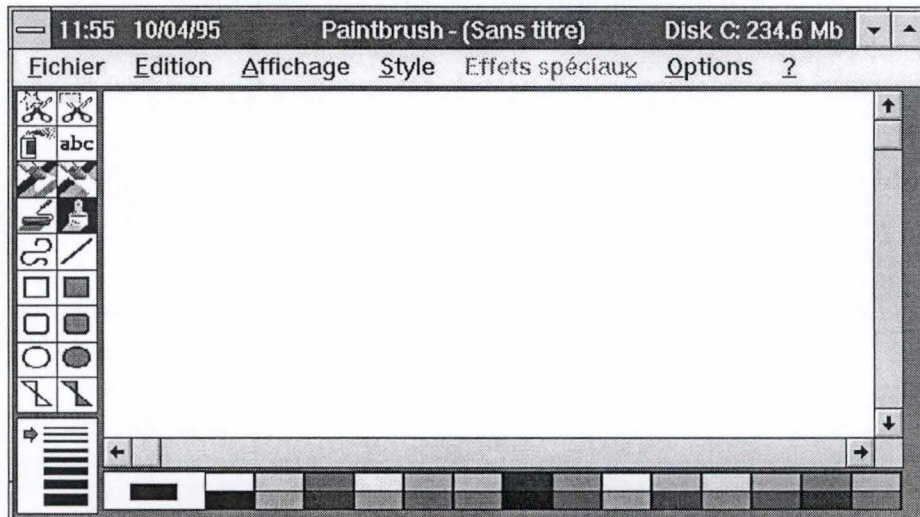 11:55 10/04/95 Paintbrush - (Sans titre) Disk C: 234.6 Mb
Fichier Edition Affichage Style Effets spéciaux Options ?
abc